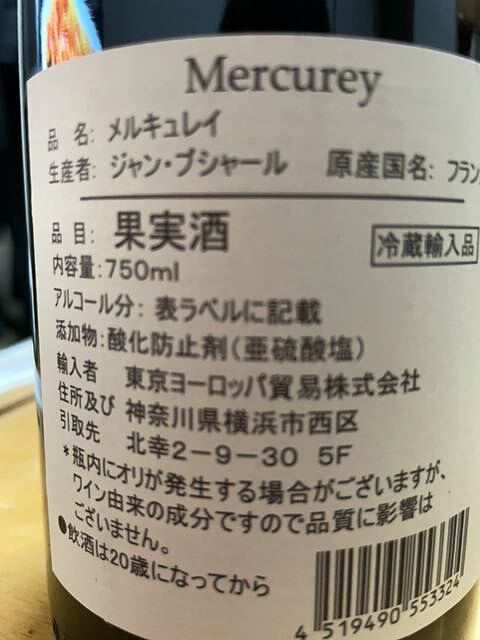 Mercurey
品 名: メルキュレイ
生産者: ジャン・ブシャール 原産国名: フラン
品 目: 果実酒
冷蔵輸入品
内容量:750ml
アルコール分: 表ラベルに記載
添加物:酸化防止剤(亜硫酸塩)
輸入者 東京ヨーロッパ貿易株式会社
住所及び 神奈川県横浜市西区
引取先 北幸2-9-30 5F
*瓶内にオリが発生する場合がございますが、
ワイン由来の成分ですので品質に影響は
ございません。
●飲酒は20歳になってから
4 519490 553324